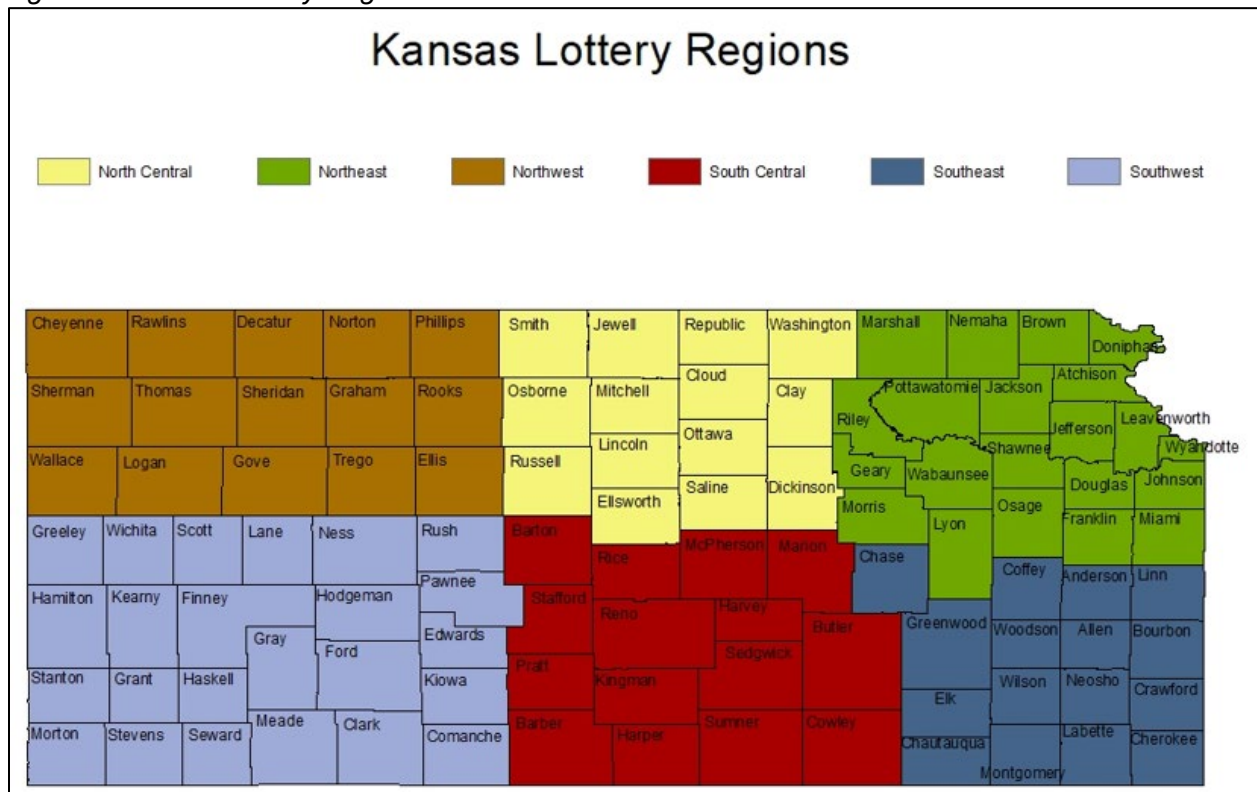 Kansas Lottery Regions
North Central Northeast Northwest South Central Southeast Southwest
Cheyenne Rawlins Decatur Norton Phillips Smith Jewell Republic Washington Marshall Nemaha Brown
Doniphan
Cloud Atchison
Sherman Thomas Sheridan Graham Rooks Osborne Mitchell Clay Pottawatomie Jackson
Riley Leavenworth
Ottawa Jefferson
Lincoln Shawnee Wyandotte
Wallace Logan Gove Trego Ellis Russell Geary Wabaunsee Johnson
Saline Dickinson Douglas
Ellsworth Morris Osage
Lyon Franklin Miami
Greeley Wichita Scott Lane Ness Rush Barton
McPherson Marion
Rice Chase
Coffey Anderson Linn
Pawnee
Hamilton Kearny Finney Hodgeman Stafford
Reno Harvey
Butler Greenwood
Gray Edwards Woodson Allen Bourbon
Ford Sedgwick
Pratt
Stanton Grant Haskell Kiowa Kingman Wilson Neosho
Crawford
Elk
Meade Clark Barber Sumner Cowley
Morton Stevens Seward Comanche Harper Labette
Chautauqua Cherokee
Montgomery